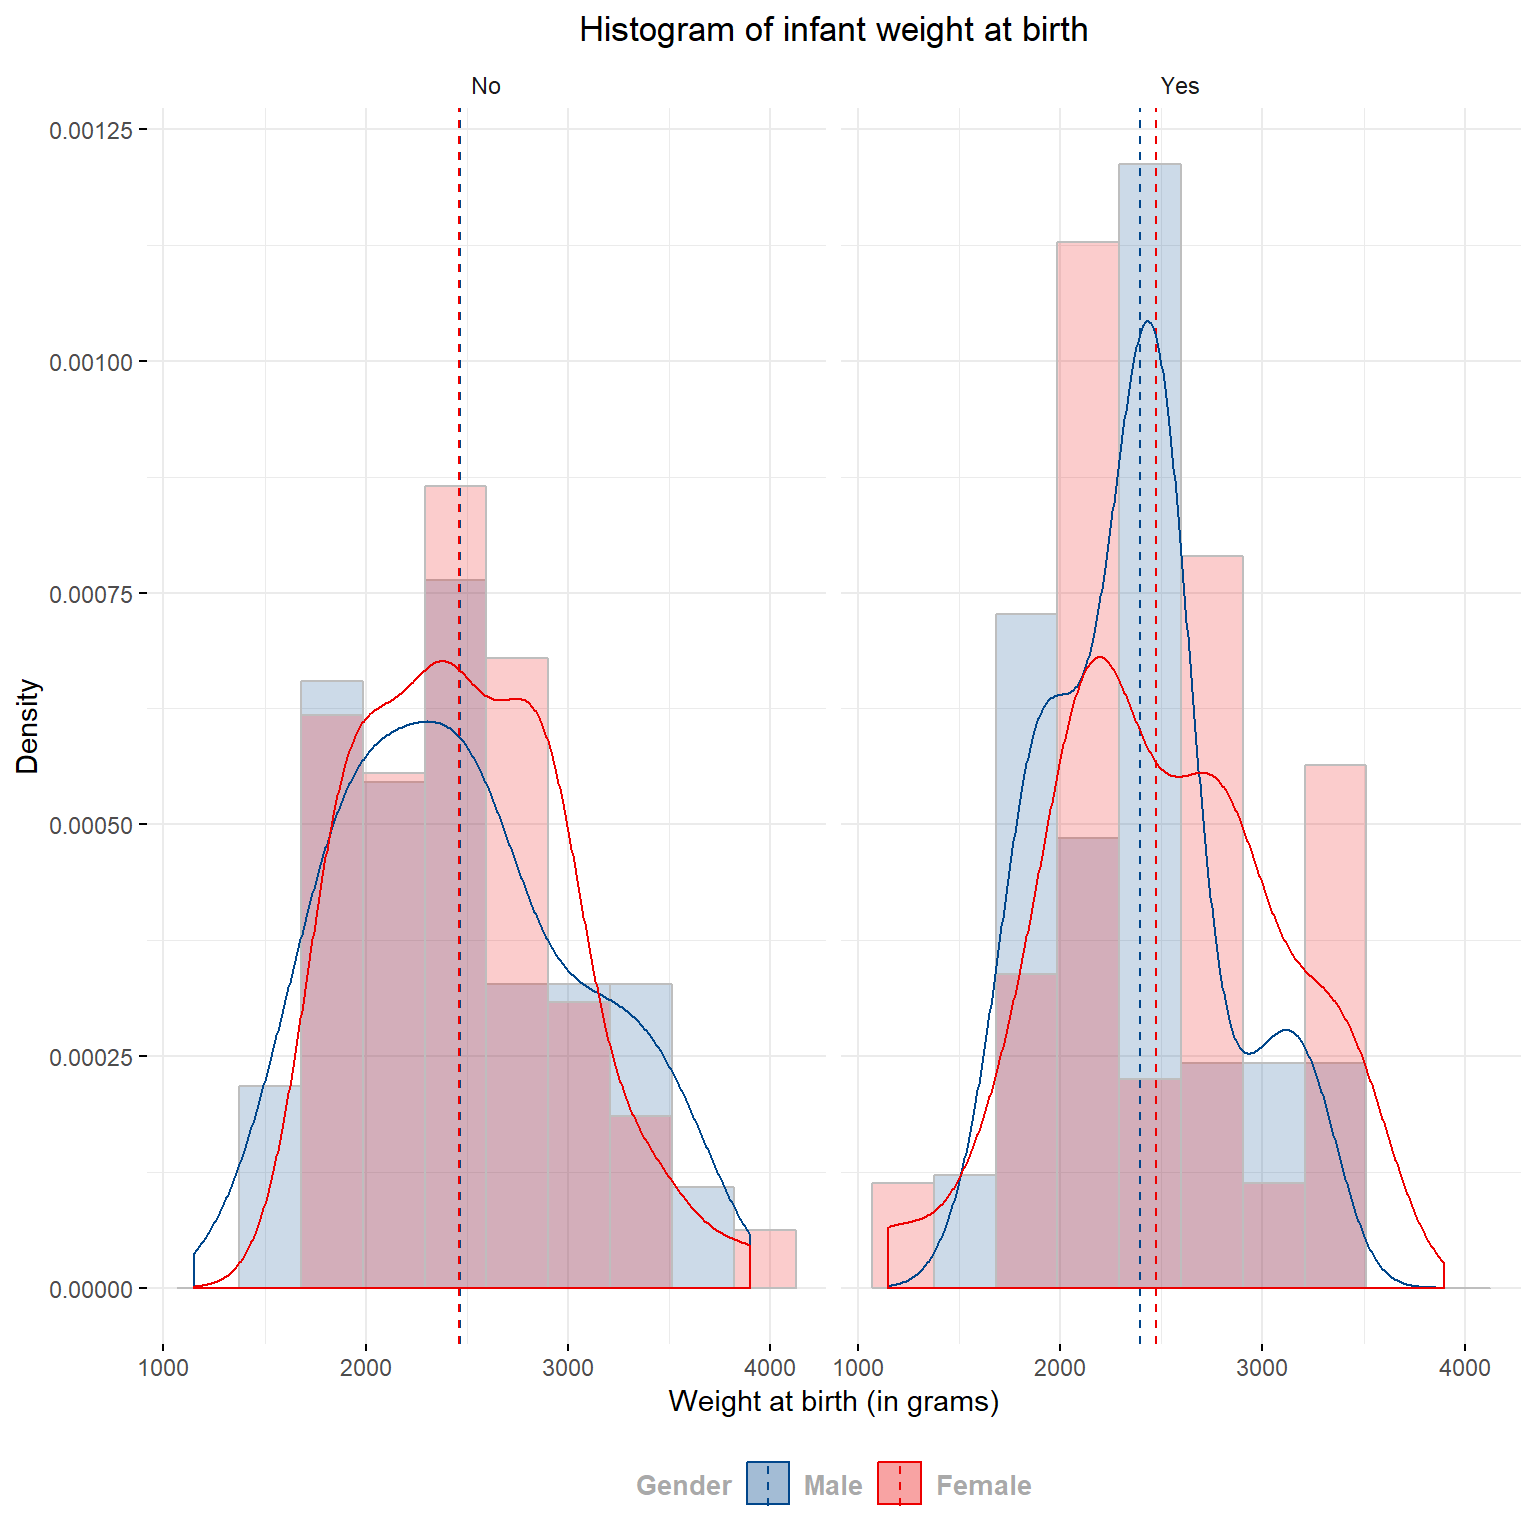 Histogram of infant weight at birth
No
Yes
0.00125
0.00100
0.00075
0.00050
0.00025
0.00000
Density
1000 2000 3000 4000 1000 2000 3000 4000
Weight at birth (in grams)
Gender Male Female